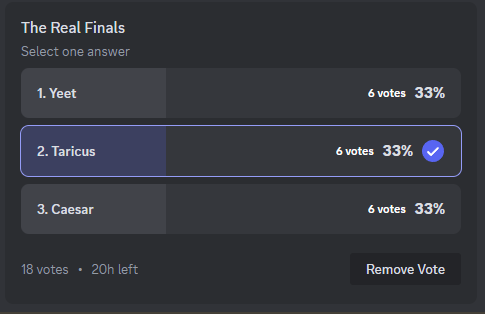 The Real Finals
Select one answer
1. Yeet 6 votes 33%
2. Taricus 6 votes 33%
3. Caesar 6 votes 33%
18 votes • 20h left Remove Vote